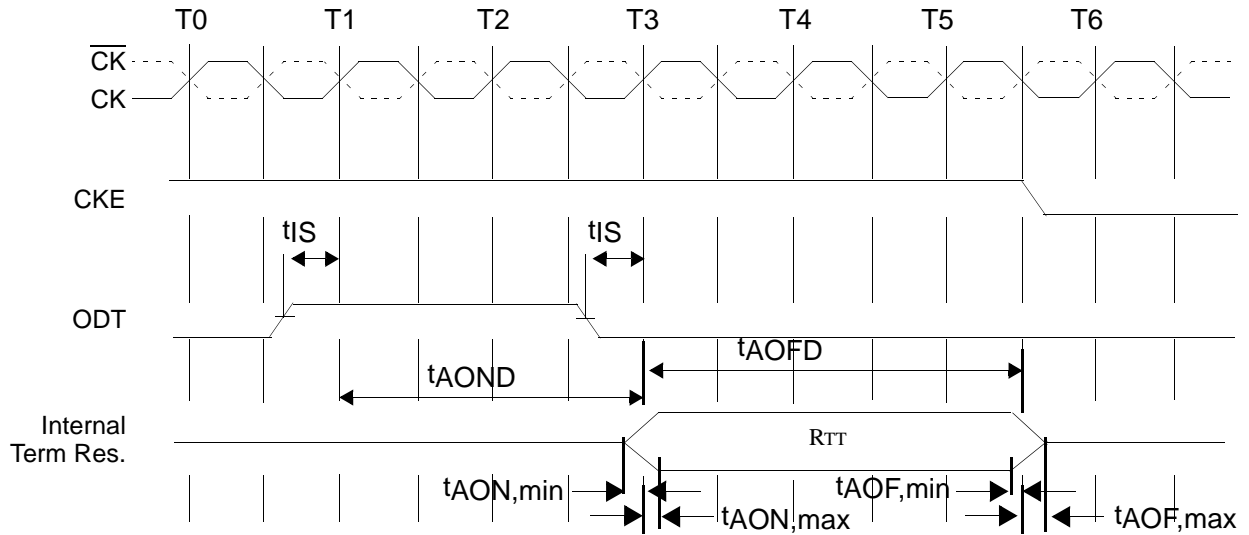 T0 T1 T2 T3 T4 T5 T6
CK
CK
CKE
tIS tIS
ODT
tAOFD
tAOND
Internal
Term Res.
RTT
tAON,min tAOF,min
tAON,max tAOF,max